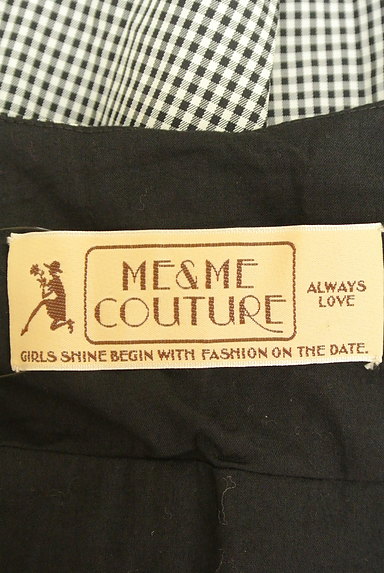 ME&ME
COUTURE
ALWAYS
LOVE
GIRLS SHINE BEGIN WITH FASHION ON THE DATE.